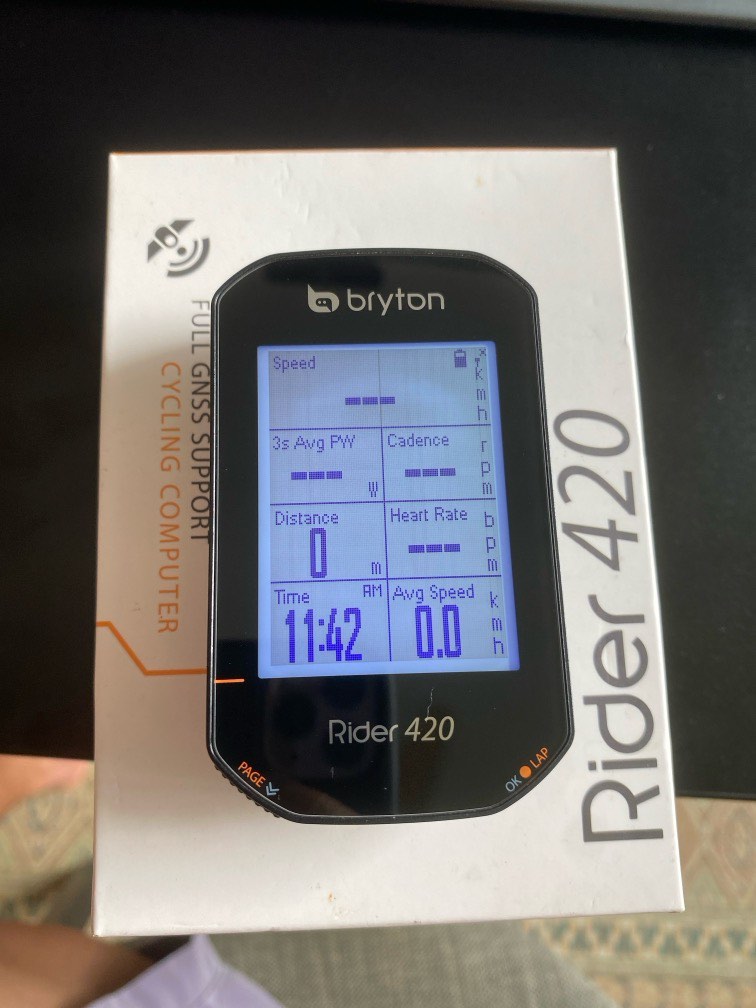 FULL GNSS SUPPORT
CYCLING COMPUTER
bryton
Speed
---
kmh
3s Avg PW
---
W
Cadence
---
rpm
Distance
0
m
Heart Rate
---
bpm
Time
AM
11:42
Avg Speed
0.0
kmh
Rider 420
PAGE
OK LAP
Rider 420